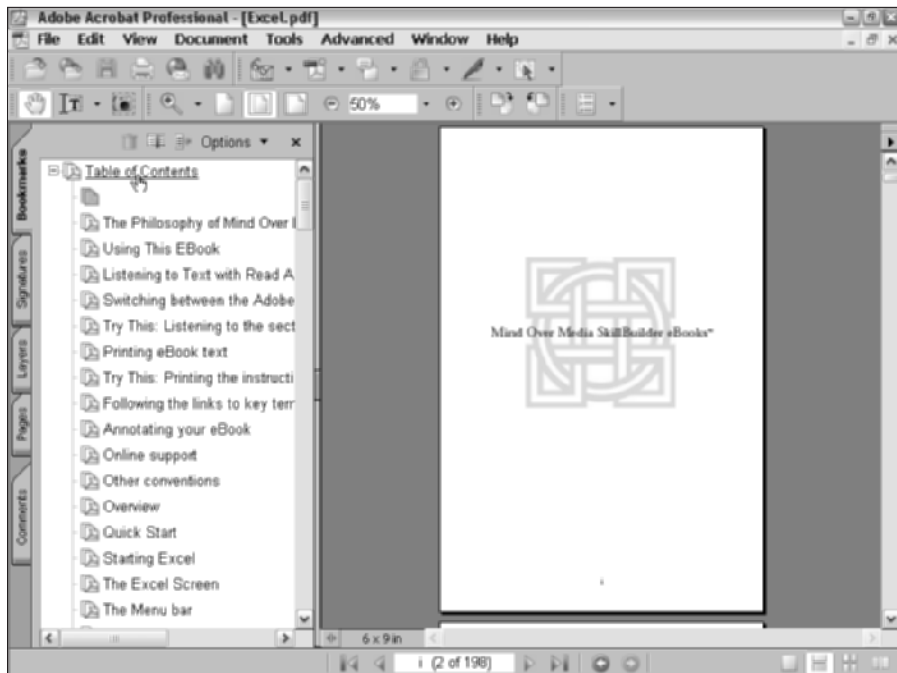 Adobe Acrobat Professional - [Excel.pdf]
File Edit View Document Tools Advanced Window Help
50%
Options
Bookmarks
Signatures
Layers
Pages
Comments
Table of Contents
The Philosophy of Mind Over
Using This EBook
Listening to Text with Read A
Switching between the Adobe
Try This: Listening to the sect
Printing eBook text
Try This: Printing the instructi
Following the links to key terr
Annotating your eBook
Online support
Other conventions
Overview
Quick Start
Starting Excel
The Excel Screen
The Menu bar
Mind Over Media SkillBuilder eBooks™
i
6 x 9 in
i (2 of 198)